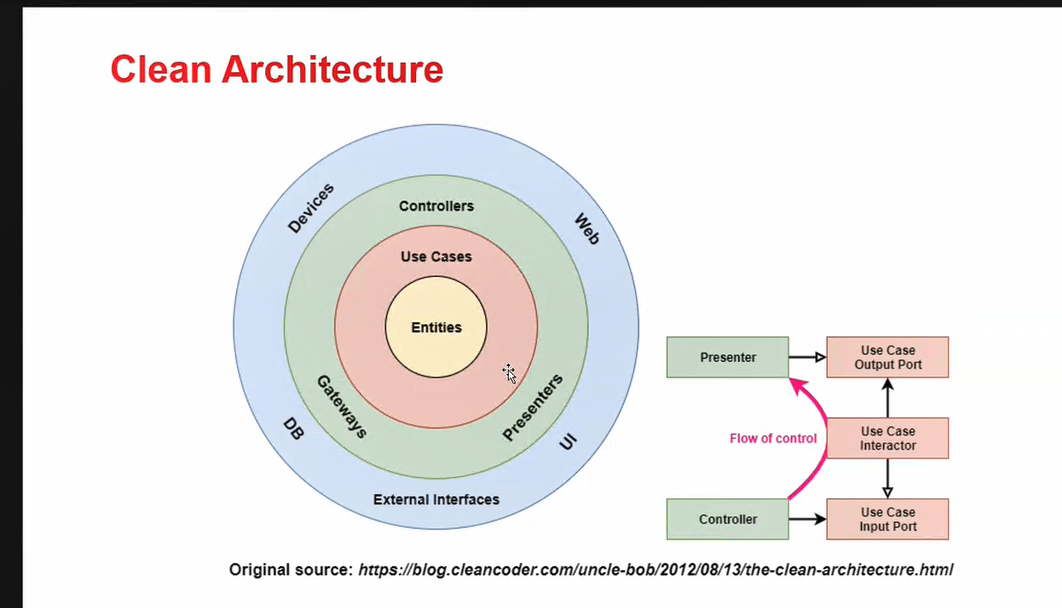 Clean Architecture
Devices
Web
Controllers
Use Cases
Entities
Gateways
Presenters
DB
UI
External Interfaces
Presenter
Use Case
Output Port
Flow of control
Use Case
Interactor
Controller
Use Case
Input Port
Original source: https://blog.cleancoder.com/uncle-bob/2012/08/13/the-clean-architecture.html